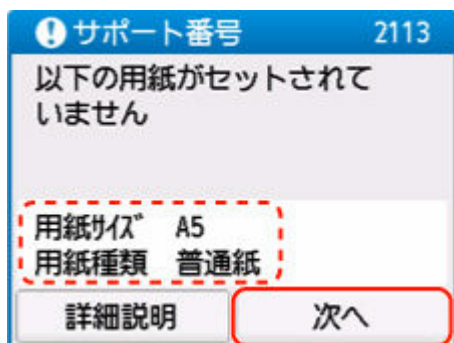 サポート番号 2113
以下の用紙がセットされて
いません
用紙ｻｲｽﾞ A5
用紙種類 普通紙
詳細説明 次へ